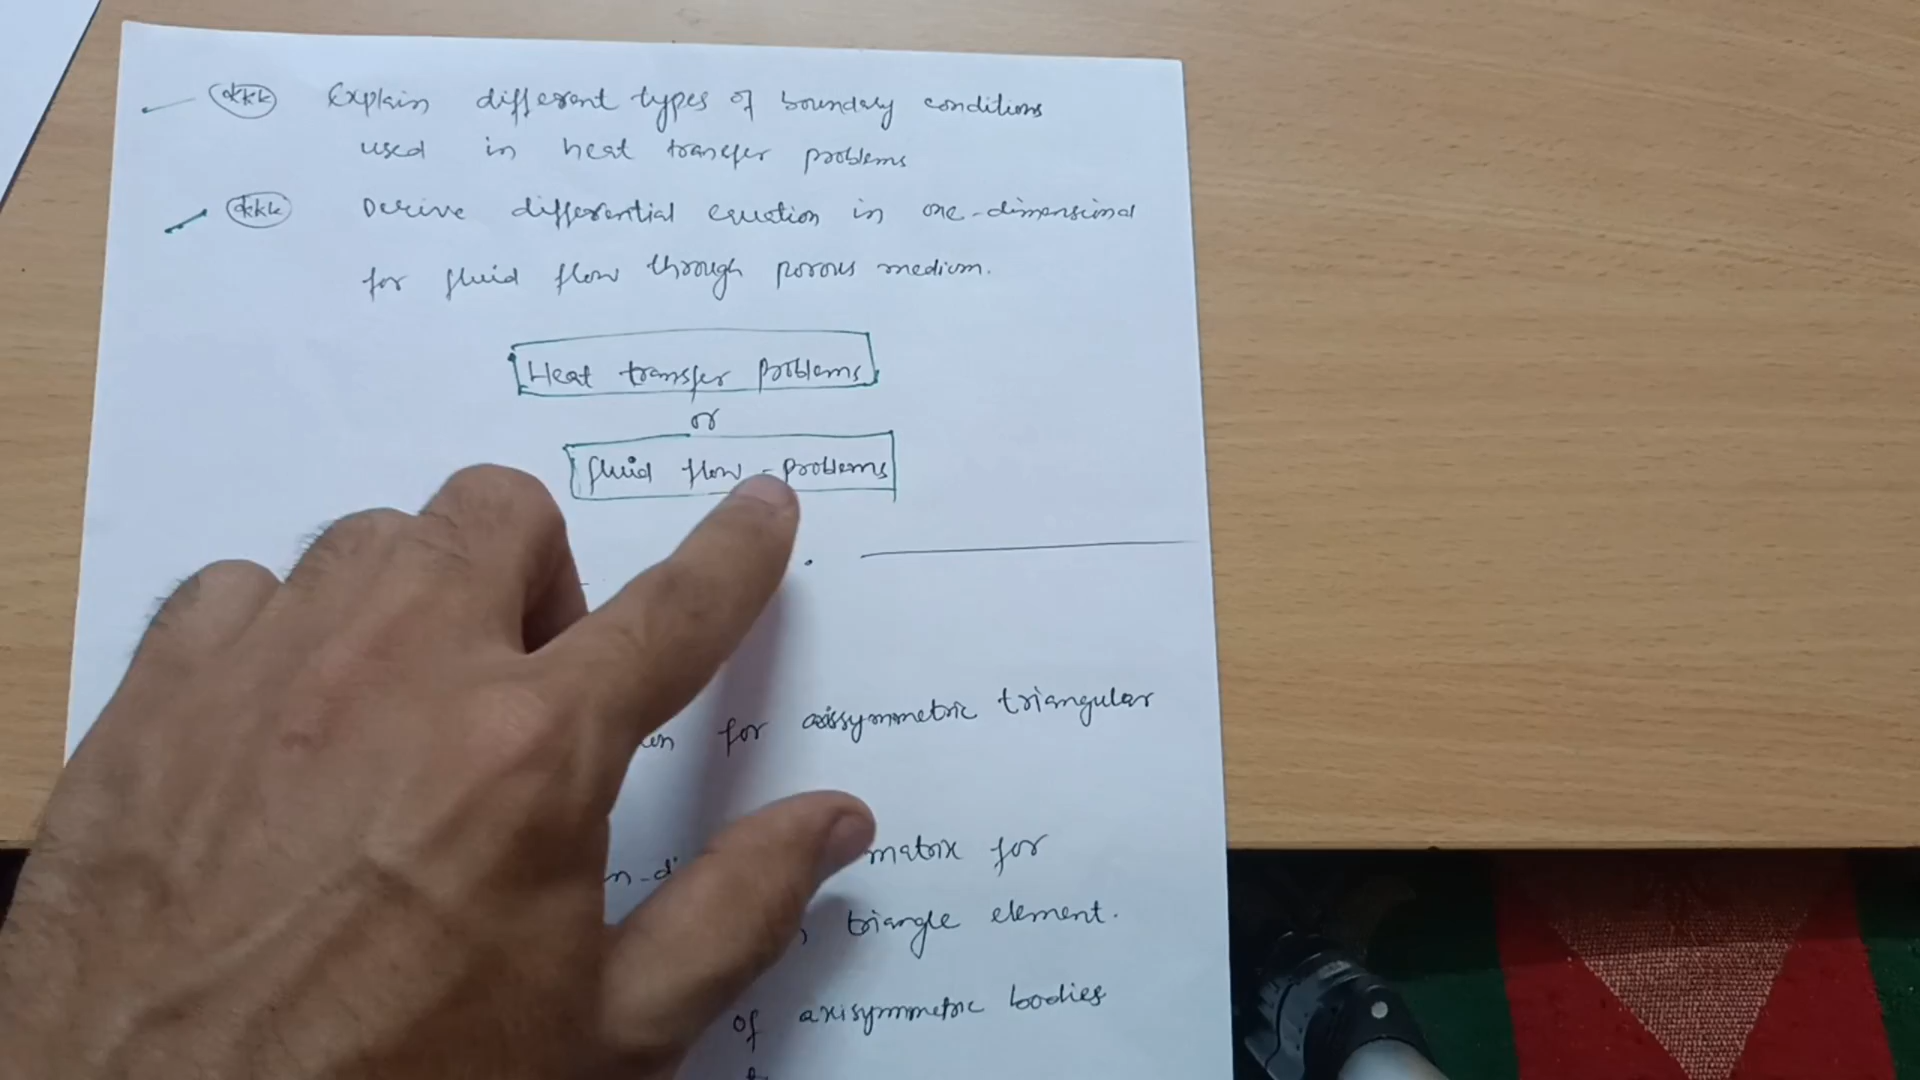 *** Explain different types of boundary conditions
used in heat transfer problems
*** Derive differential equation in one-dimensional
for fluid flow through porous medium.
Heat transfer problems
or
fluid flow - problems
for axissymmetric triangular
matrix for
triangle element.
of axisymmetric bodies